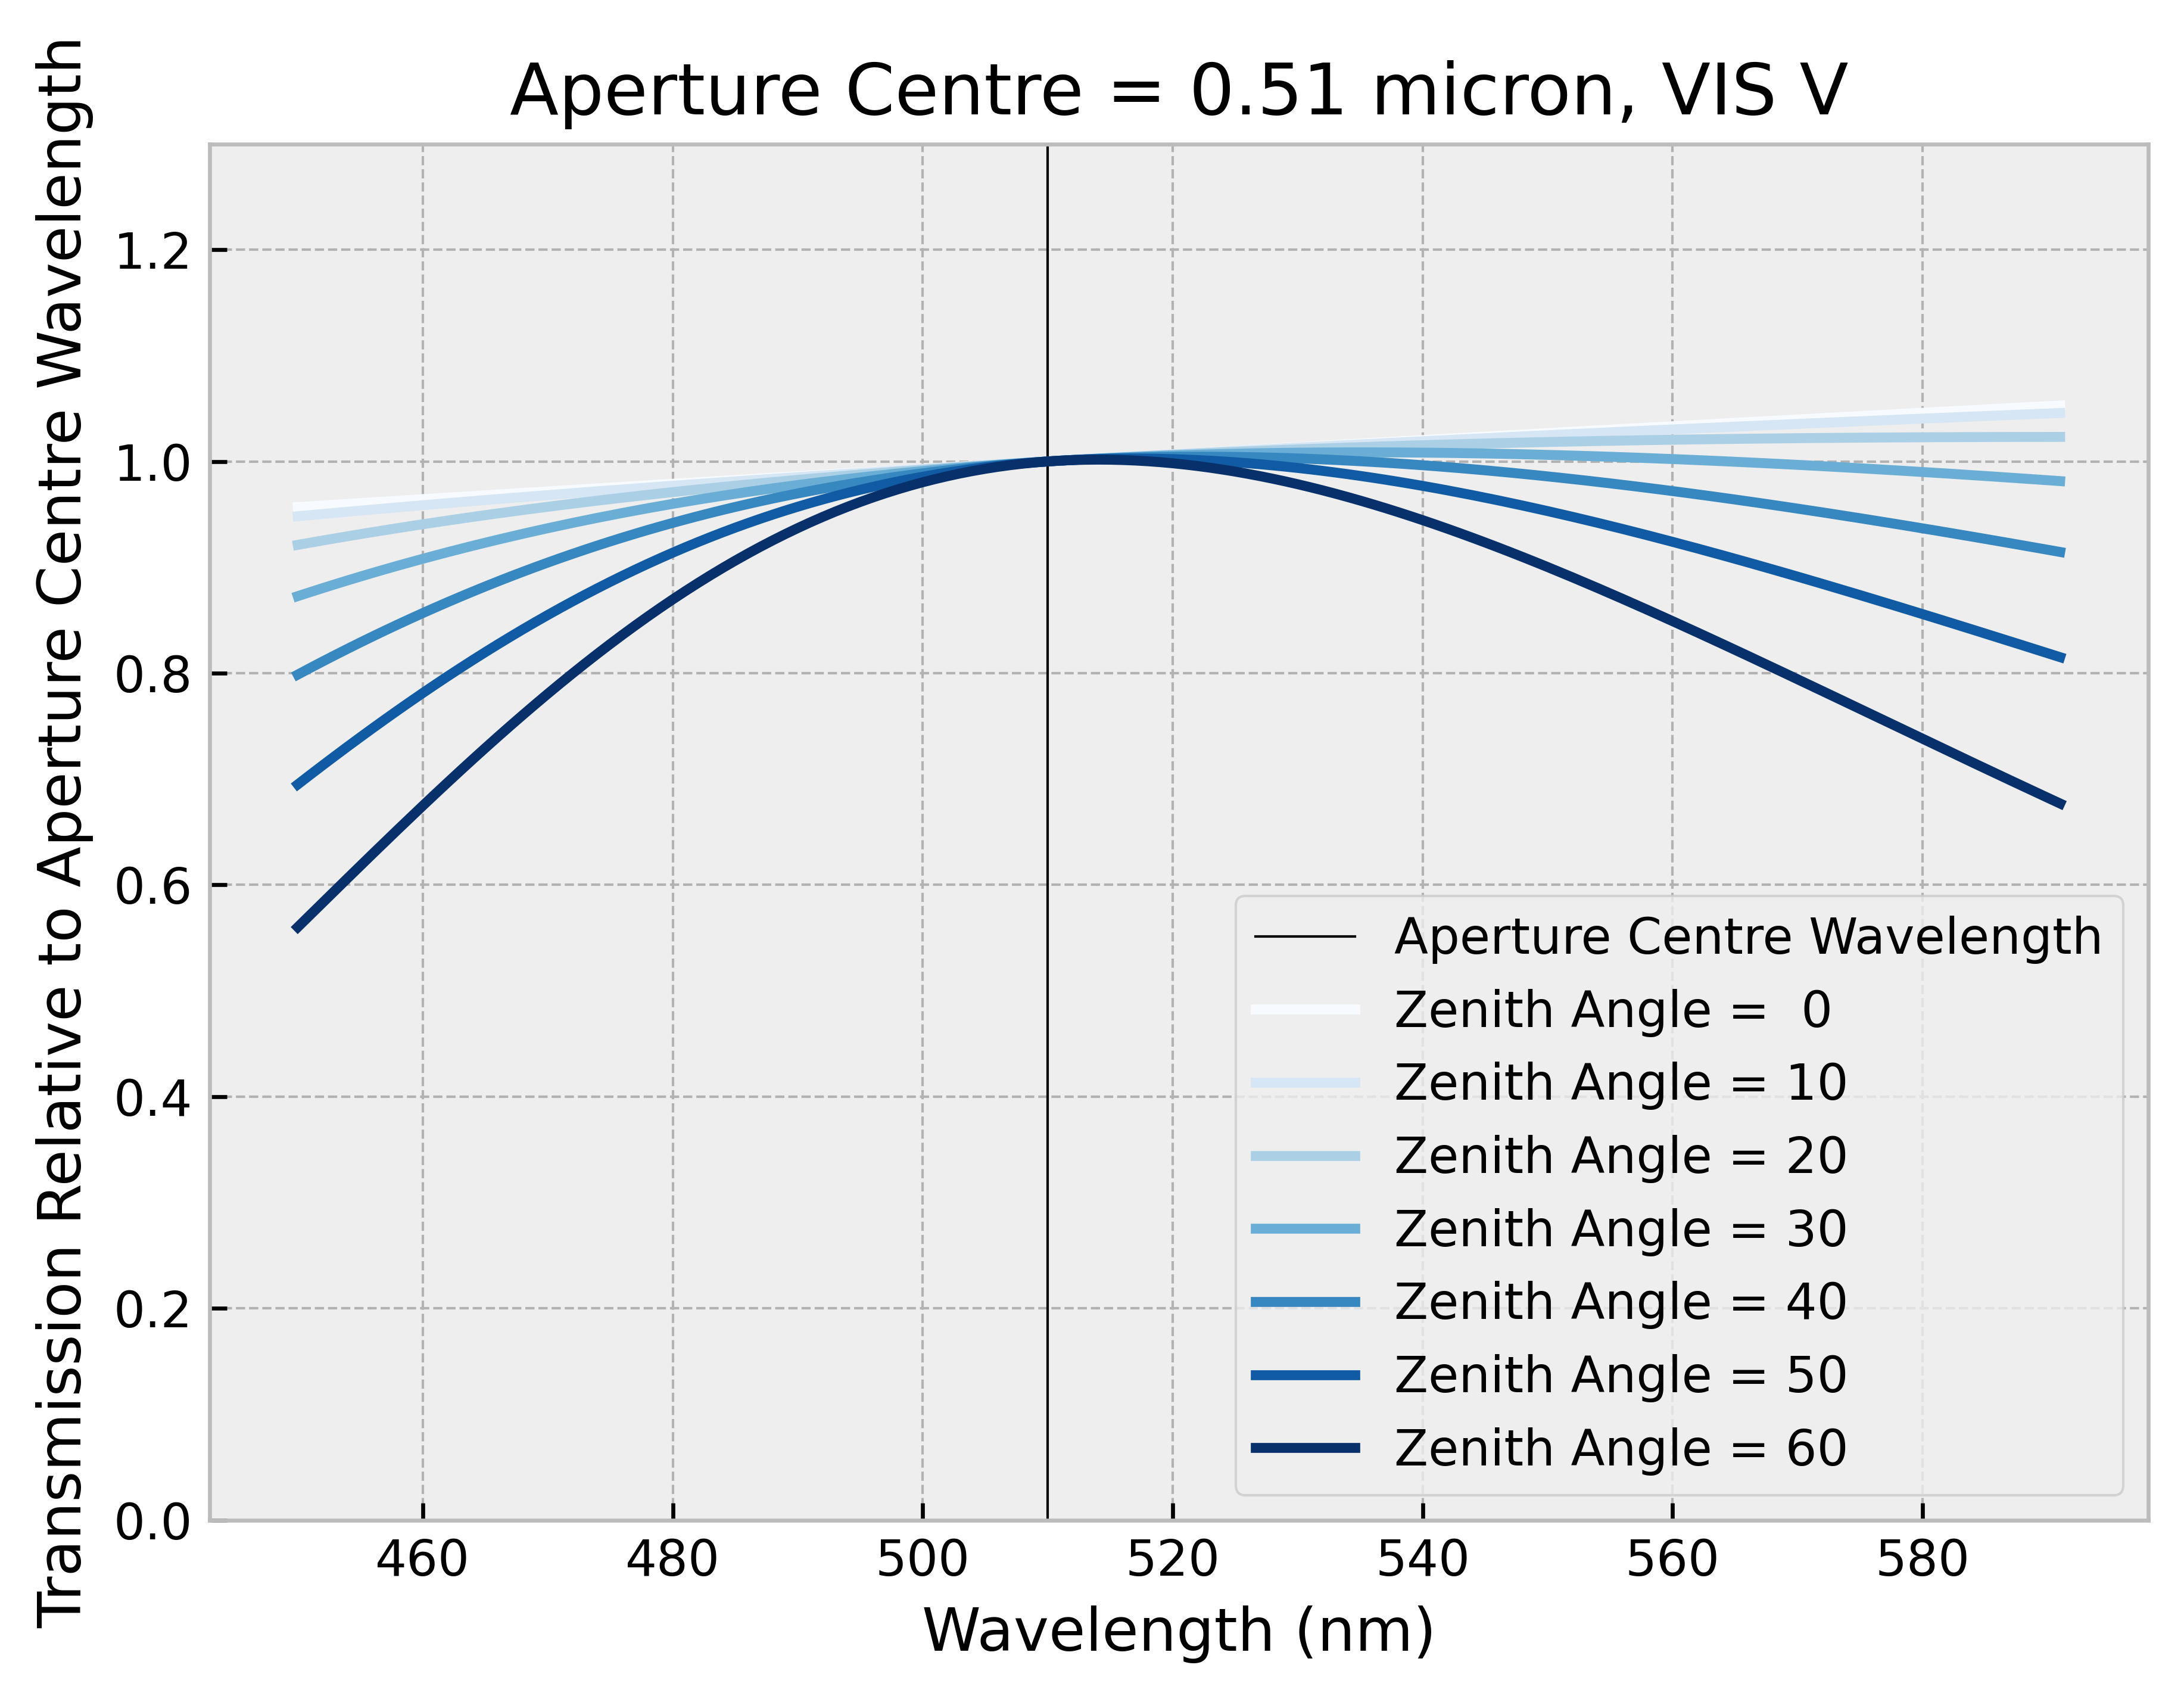 Aperture Centre = 0.51 micron, VIS V
Transmission Relative to Aperture Centre Wavelength
1.2
1.0
0.8
0.6
0.4
0.2
0.0
Aperture Centre Wavelength
Zenith Angle =  0
Zenith Angle = 10
Zenith Angle = 20
Zenith Angle = 30
Zenith Angle = 40
Zenith Angle = 50
Zenith Angle = 60
460 480 500 520 540 560 580
Wavelength (nm)